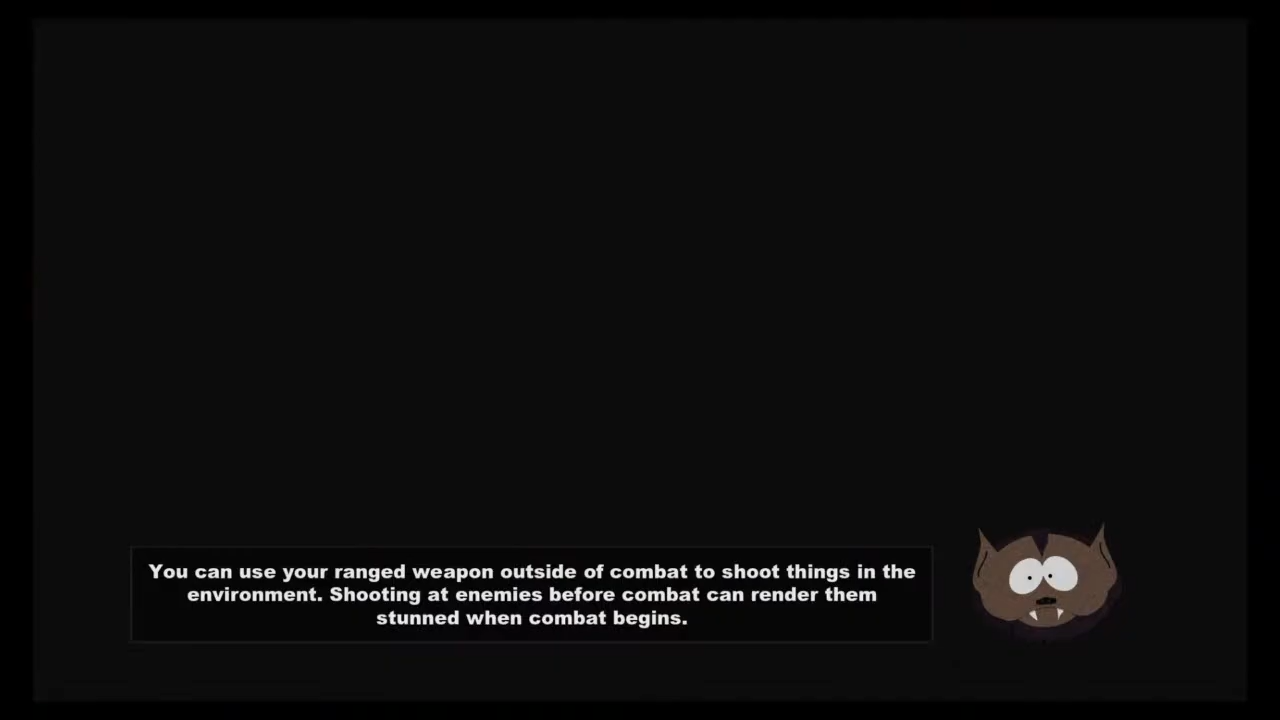 You can use your ranged weapon outside of combat to shoot things in the
environment. Shooting at enemies before combat can render them
stunned when combat begins.